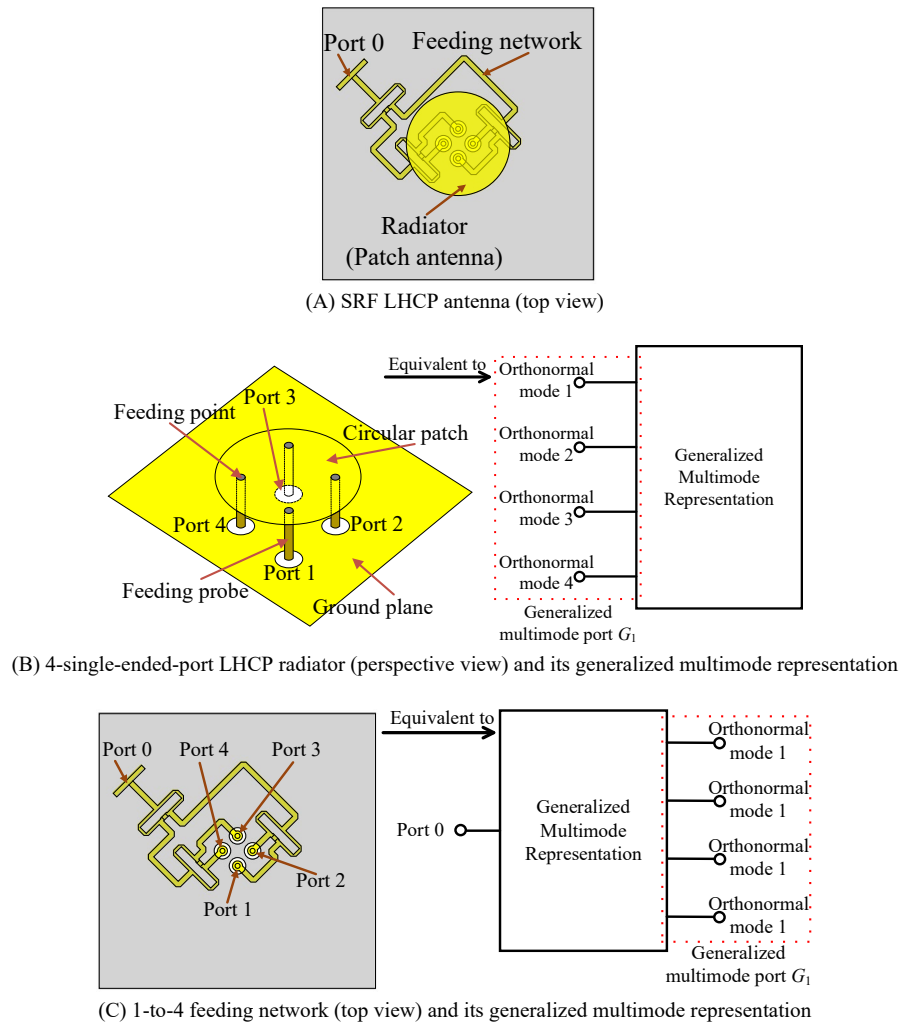 Port 0
Feeding network
Radiator
(Patch antenna)
(A) SRF LHCP antenna (top view)
Equivalent to
Port 3
Feeding point
Circular patch
Port 4
Port 2
Port 1
Feeding probe
Ground plane
Orthonormal
mode 1
Orthonormal
mode 2
Orthonormal
mode 3
Orthonormal
mode 4
Generalized
multimode port G₁
Generalized
Multimode
Representation
(B) 4-single-ended-port LHCP radiator (perspective view) and its generalized multimode representation
Port 0
Port 4
Port 3
Port 2
Port 1
Equivalent to
Port 0
Generalized
Multimode
Representation
Orthonormal
mode 1
Orthonormal
mode 1
Orthonormal
mode 1
Orthonormal
mode 1
Generalized
multimode port G₁
(C) 1-to-4 feeding network (top view) and its generalized multimode representation